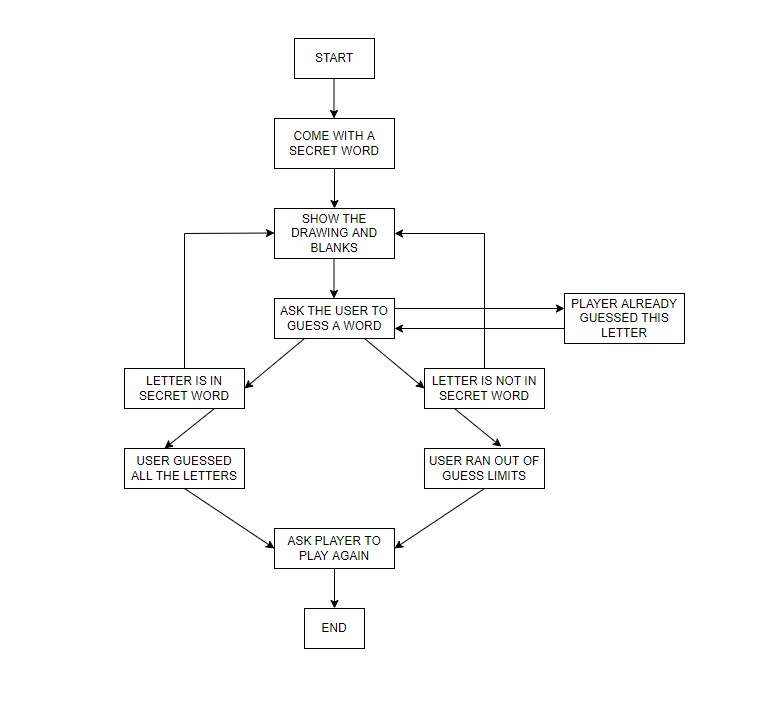 START
COME WITH A
SECRET WORD
SHOW THE
DRAWING AND
BLANKS
ASK THE USER TO
GUESS A WORD
PLAYER ALREADY
GUESSED THIS
LETTER
LETTER IS IN
SECRET WORD
LETTER IS NOT IN
SECRET WORD
USER GUESSED
ALL THE LETTERS
USER RAN OUT OF
GUESS LIMITS
ASK PLAYER TO
PLAY AGAIN
END